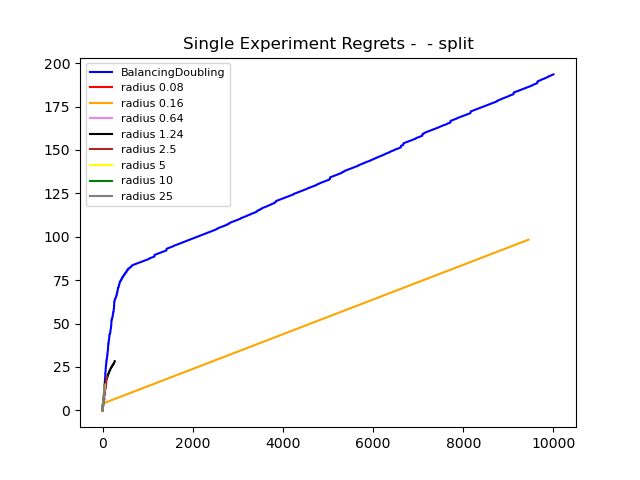 Single Experiment Regrets -  - split
BalancingDoubling
radius 0.08
radius 0.16
radius 0.64
radius 1.24
radius 2.5
radius 5
radius 10
radius 25
200
175
150
125
100
75
50
25
0
0 2000 4000 6000 8000 10000